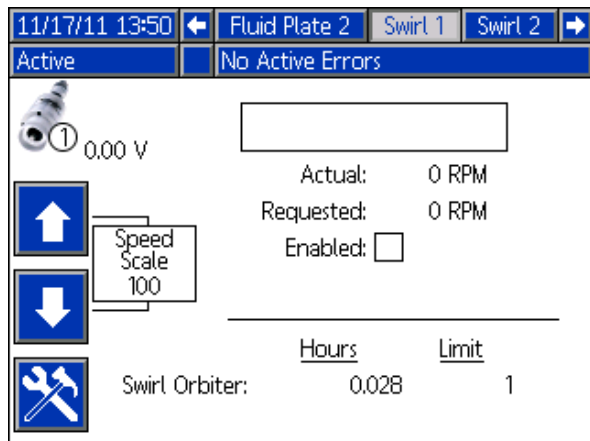 11/17/11 13:50 Fluid Plate 2 Swirl 1 Swirl 2
Active No Active Errors
1 0.00 V
Actual: 0 RPM
Requested: 0 RPM
Enabled:
Speed
Scale
100
Hours Limit
Swirl Orbiter: 0.028 1